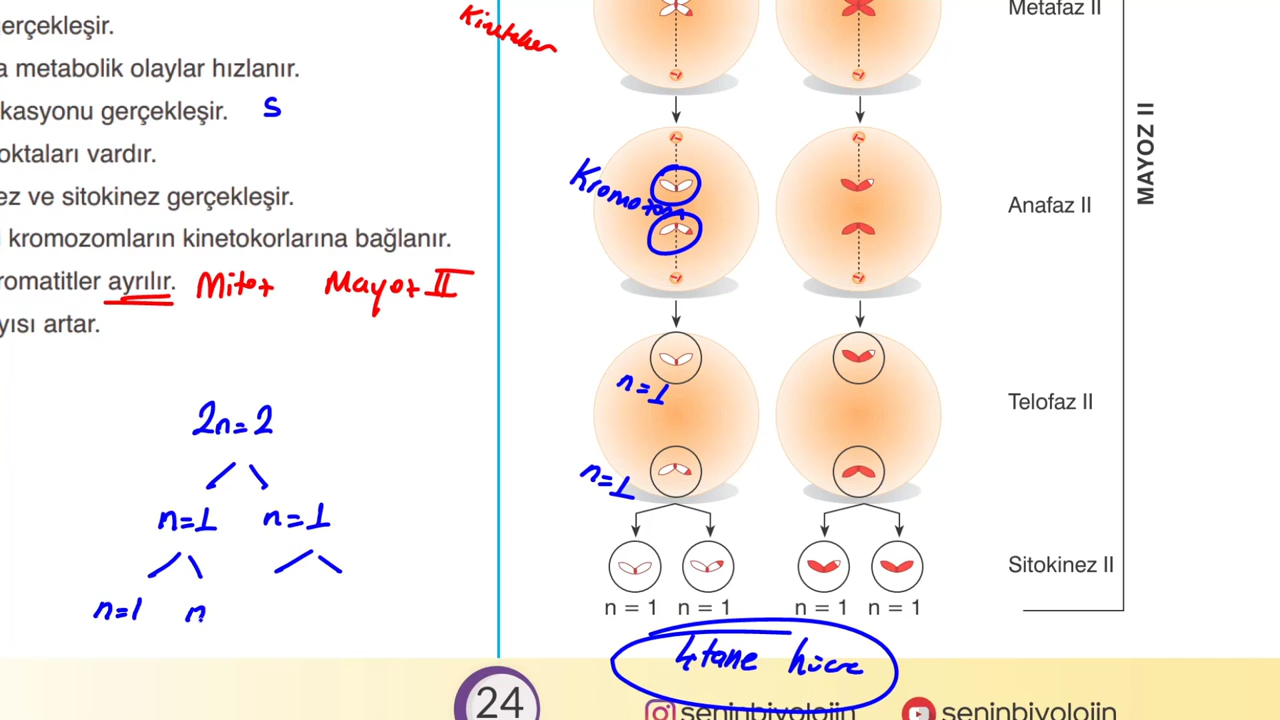 gerçekleşir.
a metabolik olaylar hızlanır.
kasyonu gerçekleşir. S
oktaları vardır.
ez ve sitokinez gerçekleşir.
kromozomların kinetokorlarına bağlanır.
romatitler ayrılır. Mitoz Mayoz II
yısı artar.
2n=2
n=1 n=1
n=1 n
Metafaz II
Kromozom
Anafaz II
n=1
Telofaz II
n=1
Sitokinez II
n = 1 n = 1 n = 1 n = 1
4 tane hücre
MAYOZ II
24
seninbiyolojin seninbiyolojin